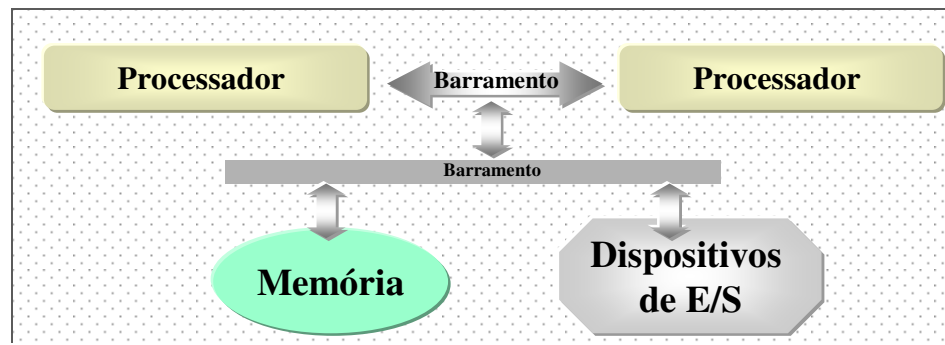 Processador
Barramento
Processador
Barramento
Memória
Dispositivos
de E/S